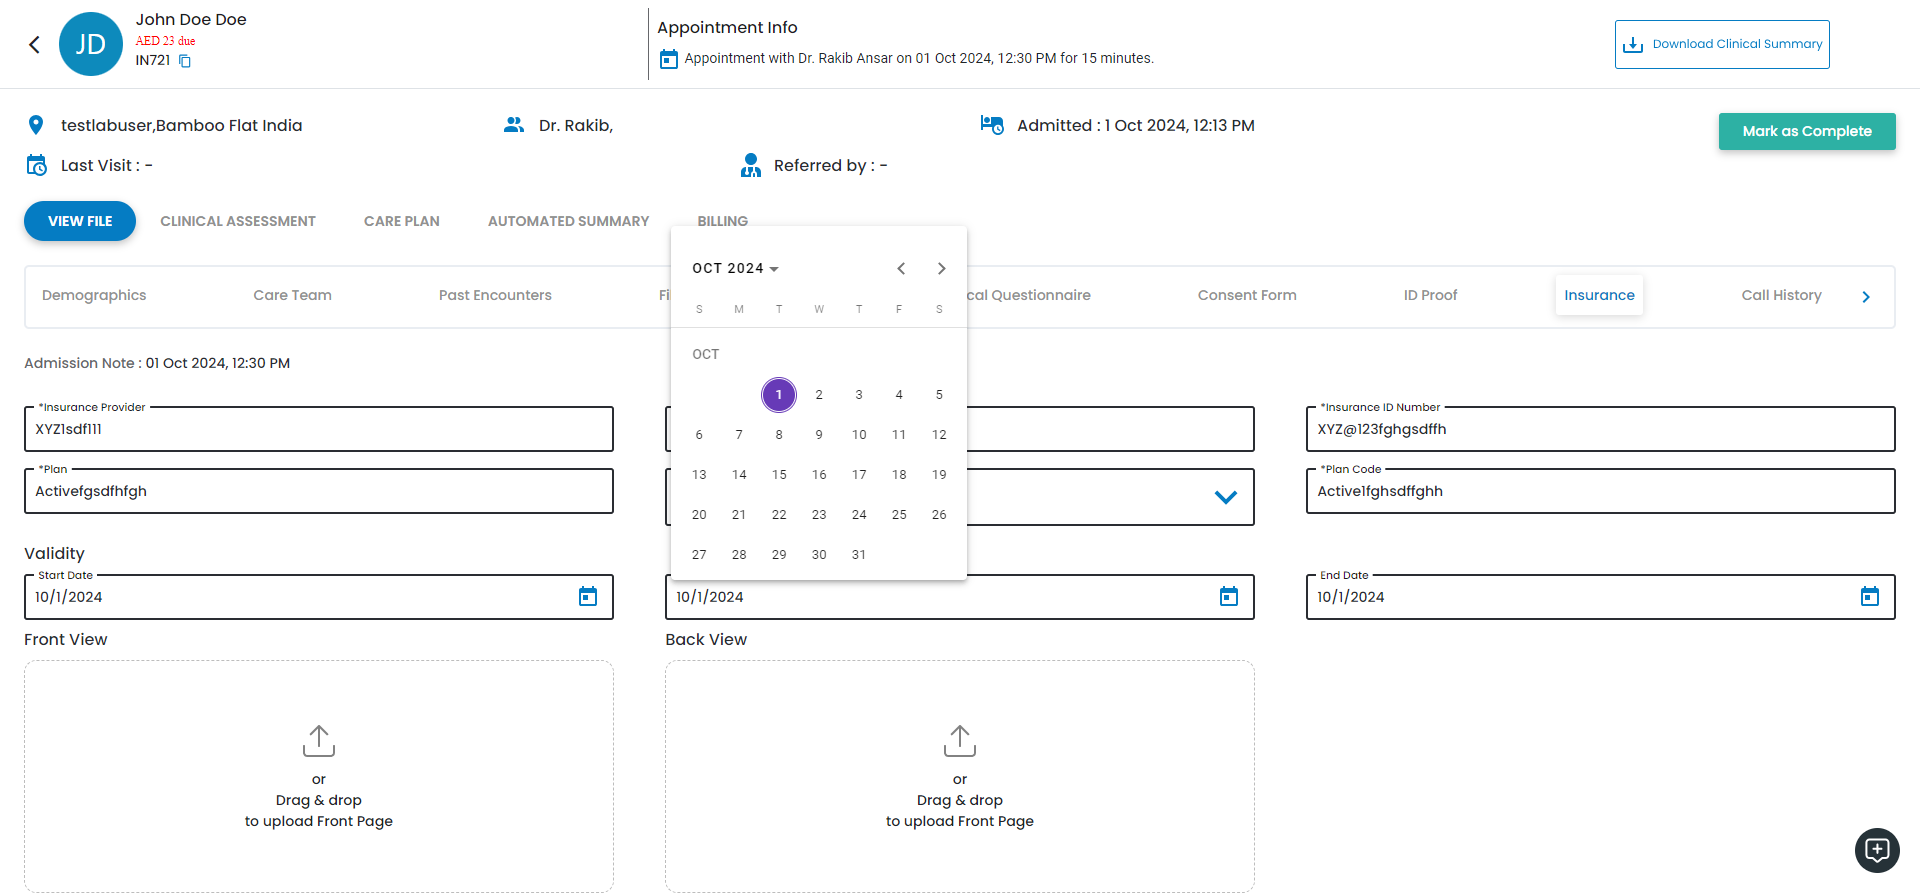 JD
John Doe Doe
AED 23 due
IN721
Appointment Info
Appointment with Dr. Rakib Ansar on 01 Oct 2024, 12:30 PM for 15 minutes.
Download Clinical Summary
testlabuser,Bamboo Flat India
Dr. Rakib,
Admitted : 1 Oct 2024, 12:13 PM
Mark as Complete
Last Visit : -
Referred by : -
VIEW FILE
CLINICAL ASSESSMENT
CARE PLAN
AUTOMATED SUMMARY
BILLING
Demographics
Care Team
Past Encounters
Fi
cal Questionnaire
Consent Form
ID Proof
Insurance
Call History
OCT 2024
S M T W T F S
OCT
1 2 3 4 5
6 7 8 9 10 11 12
13 14 15 16 17 18 19
20 21 22 23 24 25 26
27 28 29 30 31
Admission Note : 01 Oct 2024, 12:30 PM
*Insurance Provider
XYZ1sdf111
*Insurance ID Number
XYZ@123fghgsdffh
*Plan
Activefgsdfhfgh
*Plan Code
Active1fghsdffghh
Validity
Start Date
10/1/2024
10/1/2024
End Date
10/1/2024
Front View
Back View
or
Drag & drop
to upload Front Page
or
Drag & drop
to upload Front Page